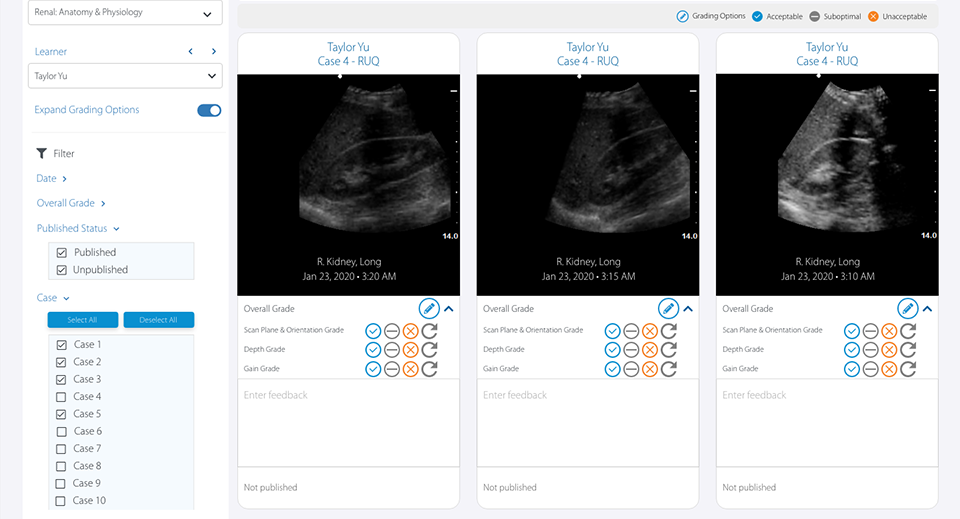 Renal: Anatomy & Physiology
Learner
Taylor Yu
Expand Grading Options
Filter
Date
Overall Grade
Published Status
Published
Unpublished
Case
Select All Deselect All
Case 1
Case 2
Case 3
Case 4
Case 5
Case 6
Case 7
Case 8
Case 9
Case 10
Grading Options Acceptable Suboptimal Unacceptable
Taylor Yu
Case 4 - RUQ
14.0
R. Kidney, Long
Jan 23, 2020 • 3:20 AM
Overall Grade
Scan Plane & Orientation Grade
Depth Grade
Gain Grade
Enter feedback
Not published
Taylor Yu
Case 4 - RUQ
14.0
R. Kidney, Long
Jan 23, 2020 • 3:15 AM
Overall Grade
Scan Plane & Orientation Grade
Depth Grade
Gain Grade
Enter feedback
Not published
Taylor Yu
Case 4 - RUQ
14.0
R. Kidney, Long
Jan 23, 2020 • 3:10 AM
Overall Grade
Scan Plane & Orientation Grade
Depth Grade
Gain Grade
Enter feedback
Not published